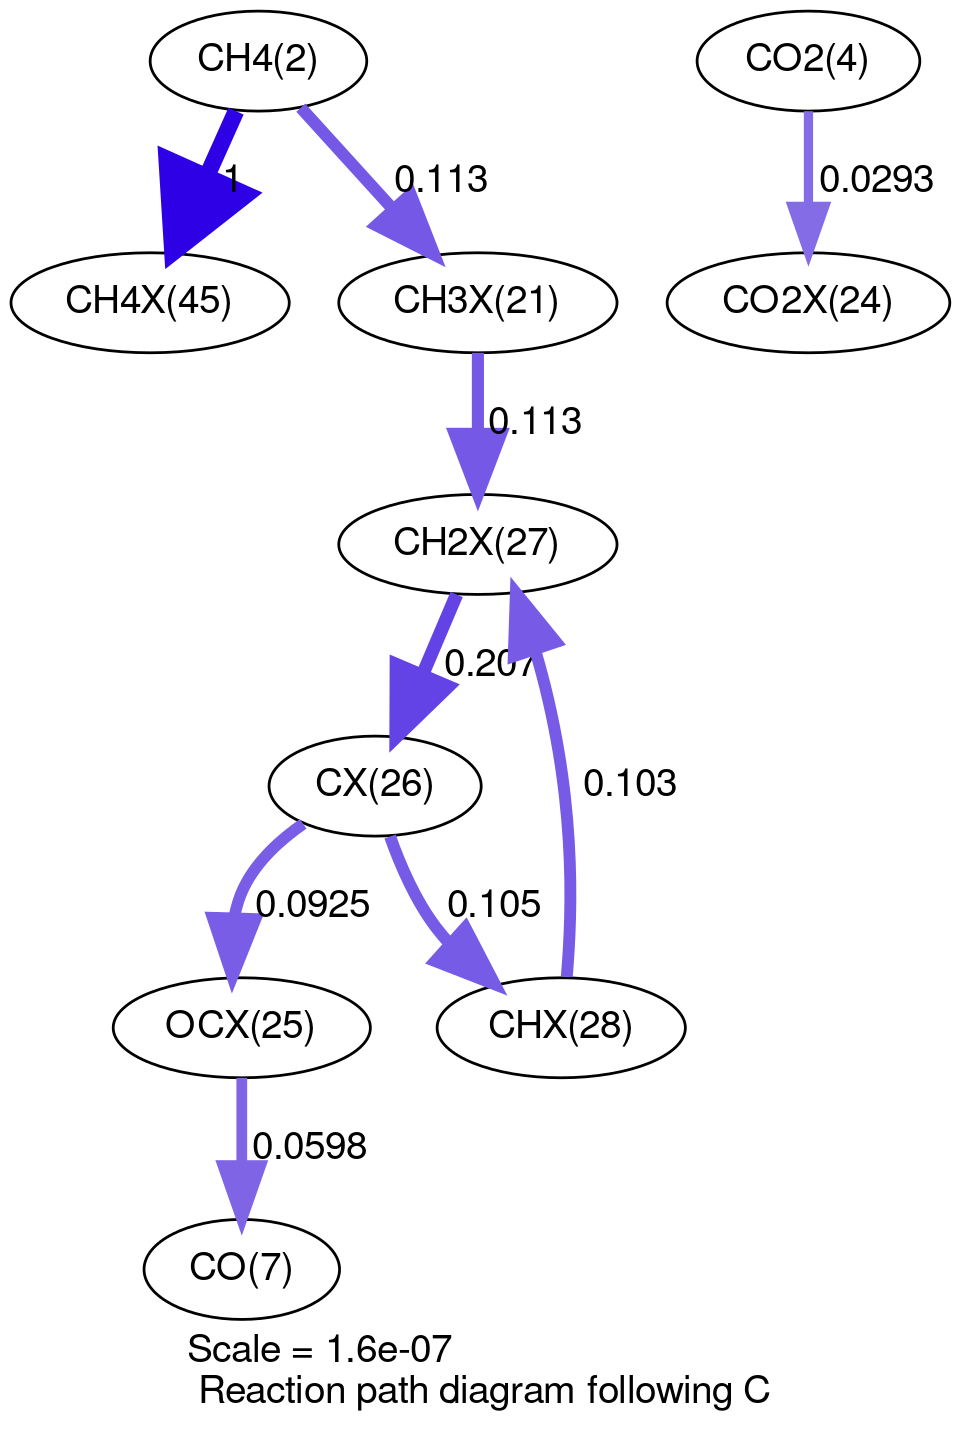 CH4(2)
CO2(4)
1
0.113
0.0293
CH4X(45)
CH3X(21)
CO2X(24)
0.113
CH2X(27)
0.207
CX(26)
0.103
0.0925
0.105
OCX(25)
CHX(28)
0.0598
CO(7)
Scale = 1.6e-07
Reaction path diagram following C